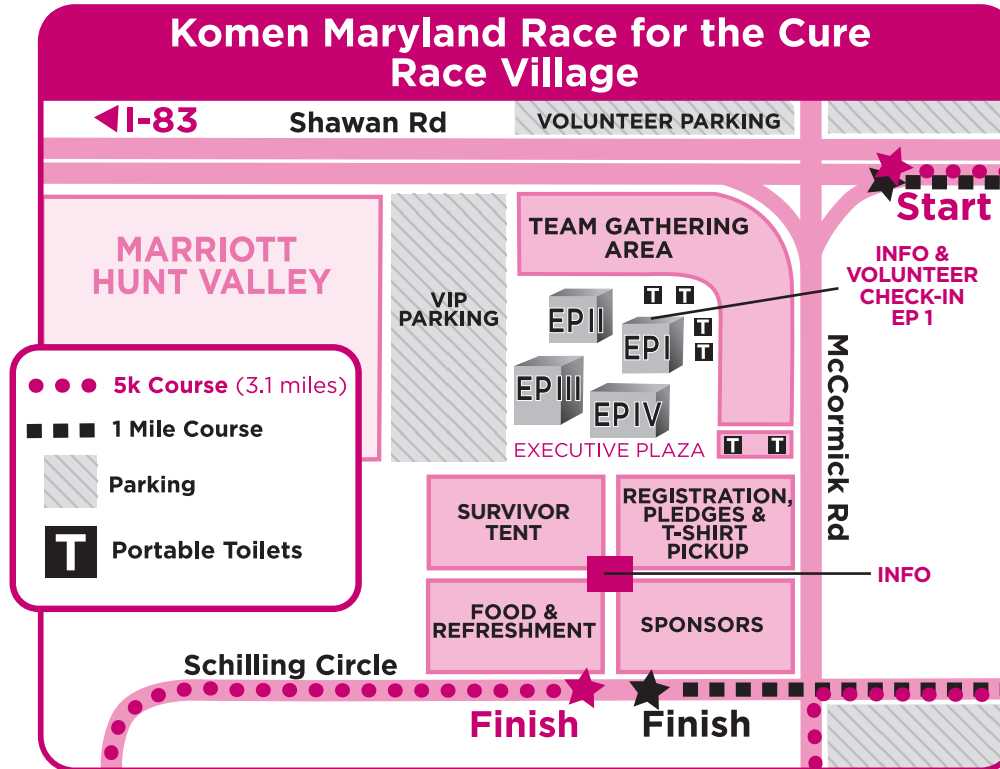 Komen Maryland Race for the Cure
Race Village
I-83
Shawan Rd
VOLUNTEER PARKING
Start
MARRIOTT
HUNT VALLEY
VIP
PARKING
TEAM GATHERING
AREA
INFO &
VOLUNTEER
CHECK-IN
EP 1
T
T
T
T
EP II
EP I
EP III
EP IV
EXECUTIVE PLAZA
T
T
McCormick Rd
5k Course (3.1 miles)
1 Mile Course
Parking
T Portable Toilets
SURVIVOR
TENT
REGISTRATION,
PLEDGES &
T-SHIRT
PICKUP
INFO
FOOD &
REFRESHMENT
SPONSORS
Schilling Circle
Finish
Finish